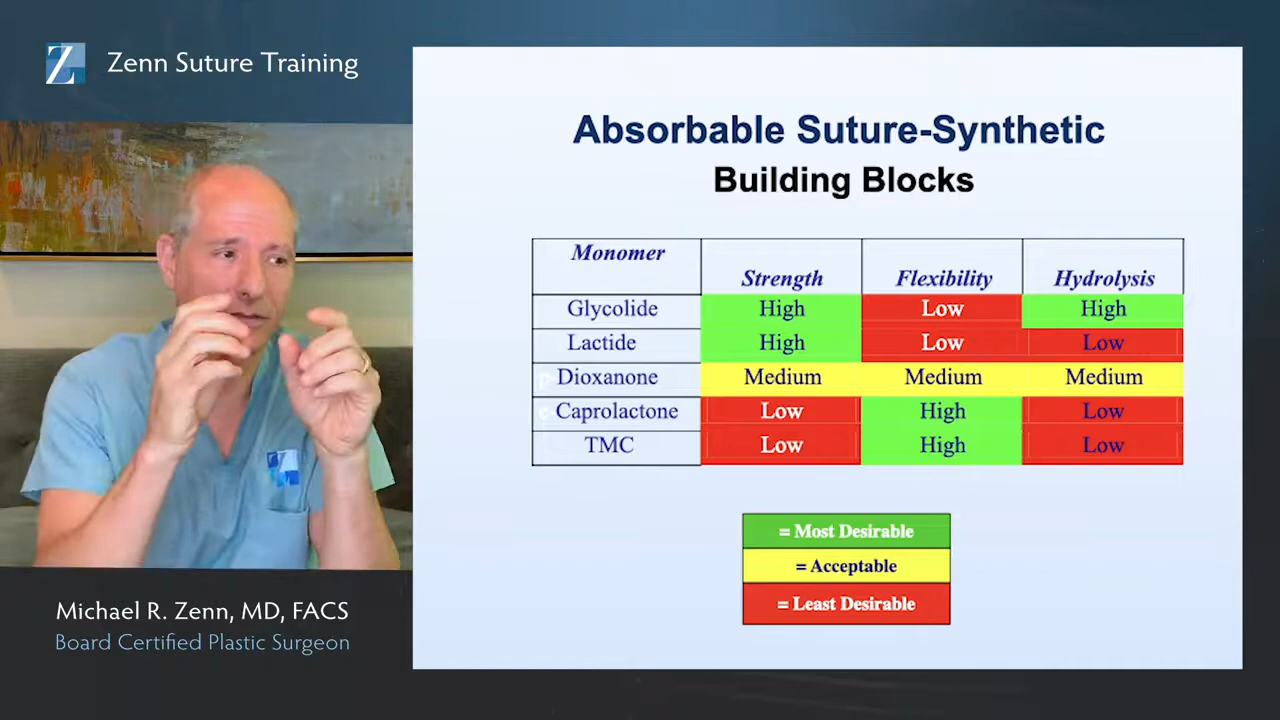 Zenn Suture Training
Absorbable Suture-Synthetic
Building Blocks
Monomer Strength Flexibility Hydrolysis
Glycolide High Low High
Lactide High Low Low
Dioxanone Medium Medium Medium
Caprolactone Low High Low
TMC Low High Low
= Most Desirable
= Acceptable
= Least Desirable
Michael R. Zenn, MD, FACS
Board Certified Plastic Surgeon